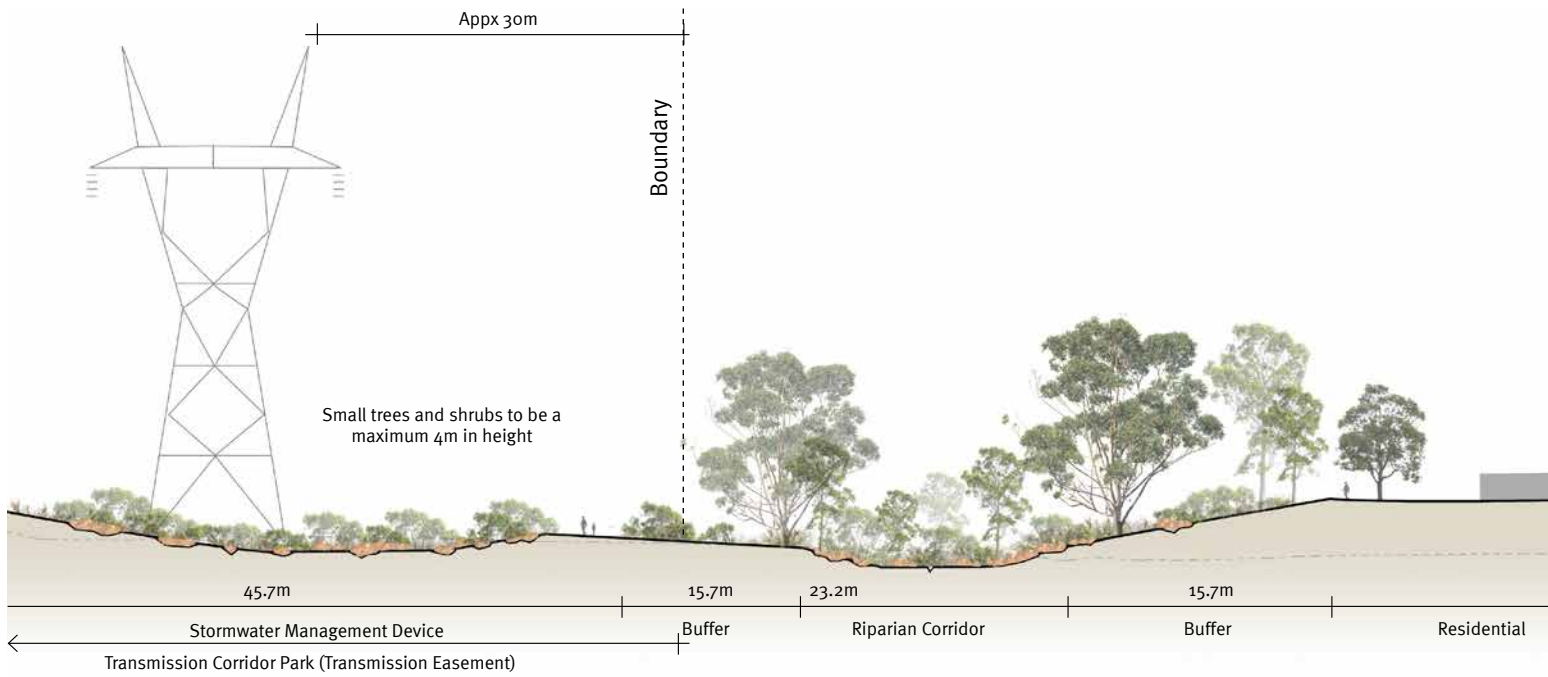 Appx 30m
Boundary
Small trees and shrubs to be a
maximum 4m in height
45.7m
15.7m
23.2m
15.7m
Stormwater Management Device
Buffer
Riparian Corridor
Buffer
Residential
Transmission Corridor Park (Transmission Easement)